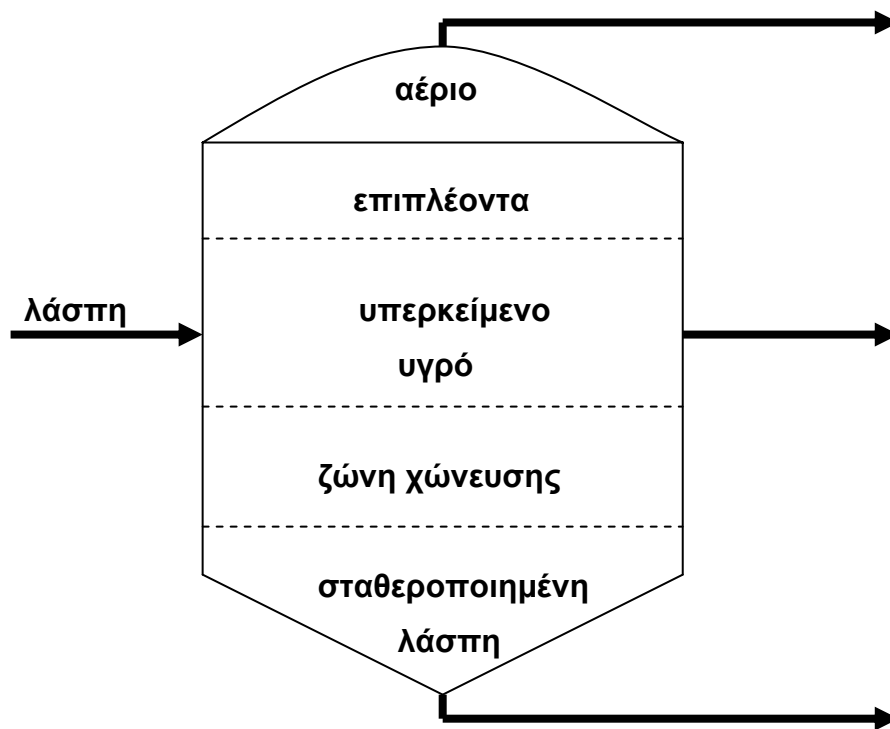 αέριο
επιπλέοντα
λάσπη
υπερκείμενο
υγρό
ζώνη χώνευσης
σταθεροποιημένη
λάσπη